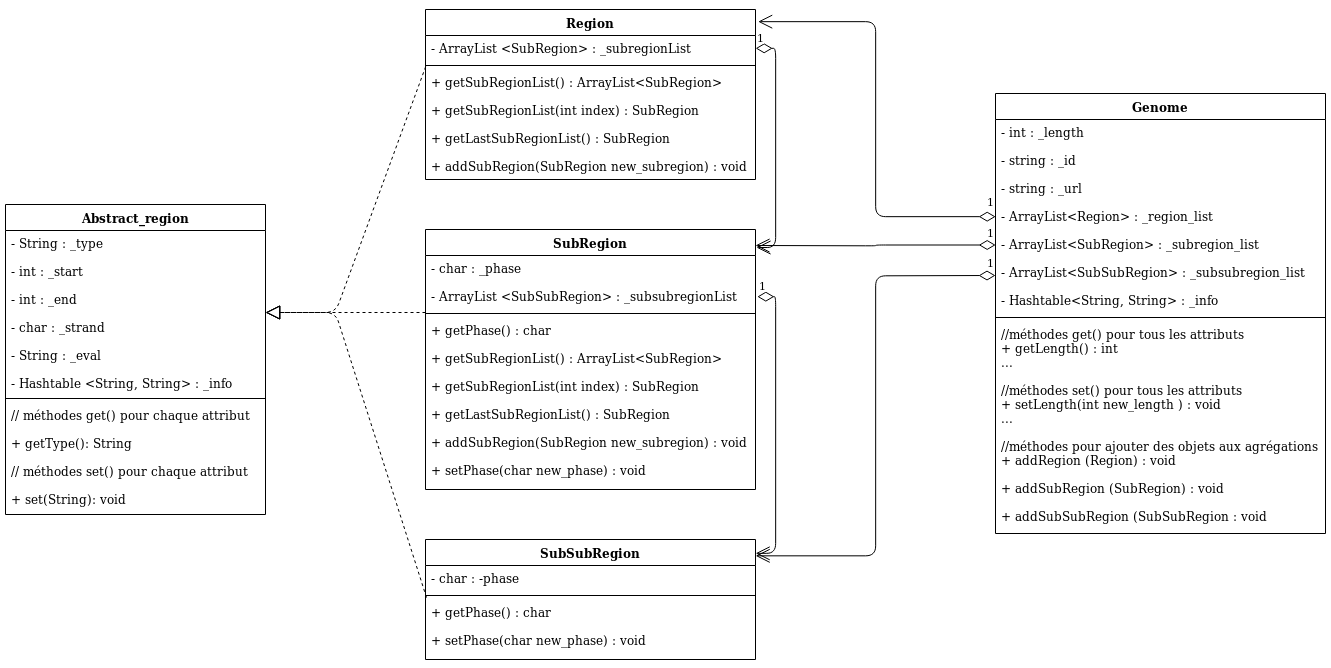 Region
- ArrayList <SubRegion> : _subregionList
+ getSubRegionList() : ArrayList<SubRegion>
+ getSubRegionList(int index) : SubRegion
+ getLastSubRegionList() : SubRegion
+ addSubRegion(SubRegion new_subregion) : void
1
Abstract_region
- String : _type
- int : _start
- int : _end
- char : _strand
- String : _eval
- Hashtable <String, String> : _info
// méthodes get() pour chaque attribut
+ getType(): String
// méthodes set() pour chaque attribut
+ set(String): void
SubRegion
- char : _phase
- ArrayList <SubSubRegion> : _subsubregionList
+ getPhase() : char
+ getSubRegionList() : ArrayList<SubRegion>
+ getSubRegionList(int index) : SubRegion
+ getLastSubRegionList() : SubRegion
+ addSubRegion(SubRegion new_subregion) : void
+ setPhase(char new_phase) : void
1
SubSubRegion
- char : -phase
+ getPhase() : char
+ setPhase(char new_phase) : void
Genome
- int : _length
- string : _id
- string : _url
1
- ArrayList<Region> : _region_list
1
- ArrayList<SubRegion> : _subregion_list
1
- ArrayList<SubSubRegion> : _subsubregion_list
- Hashtable<String, String> : _info
//méthodes get() pour tous les attributs
+ getLength() : int
...
//méthodes set() pour tous les attributs
+ setLength(int new_length ) : void
...
//méthodes pour ajouter des objets aux agrégations
+ addRegion (Region) : void
+ addSubRegion (SubRegion) : void
+ addSubSubRegion (SubSubRegion : void